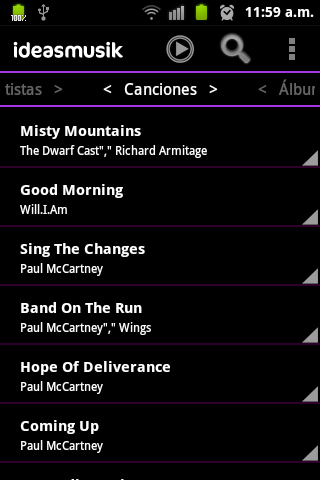 100%
11:59 a.m.
ideasmusik
tistas > < Canciones > < Álbur
Misty Mountains
The Dwarf Cast"," Richard Armitage
Good Morning
Will.I.Am
Sing The Changes
Paul McCartney
Band On The Run
Paul McCartney"," Wings
Hope Of Deliverance
Paul McCartney
Coming Up
Paul McCartney